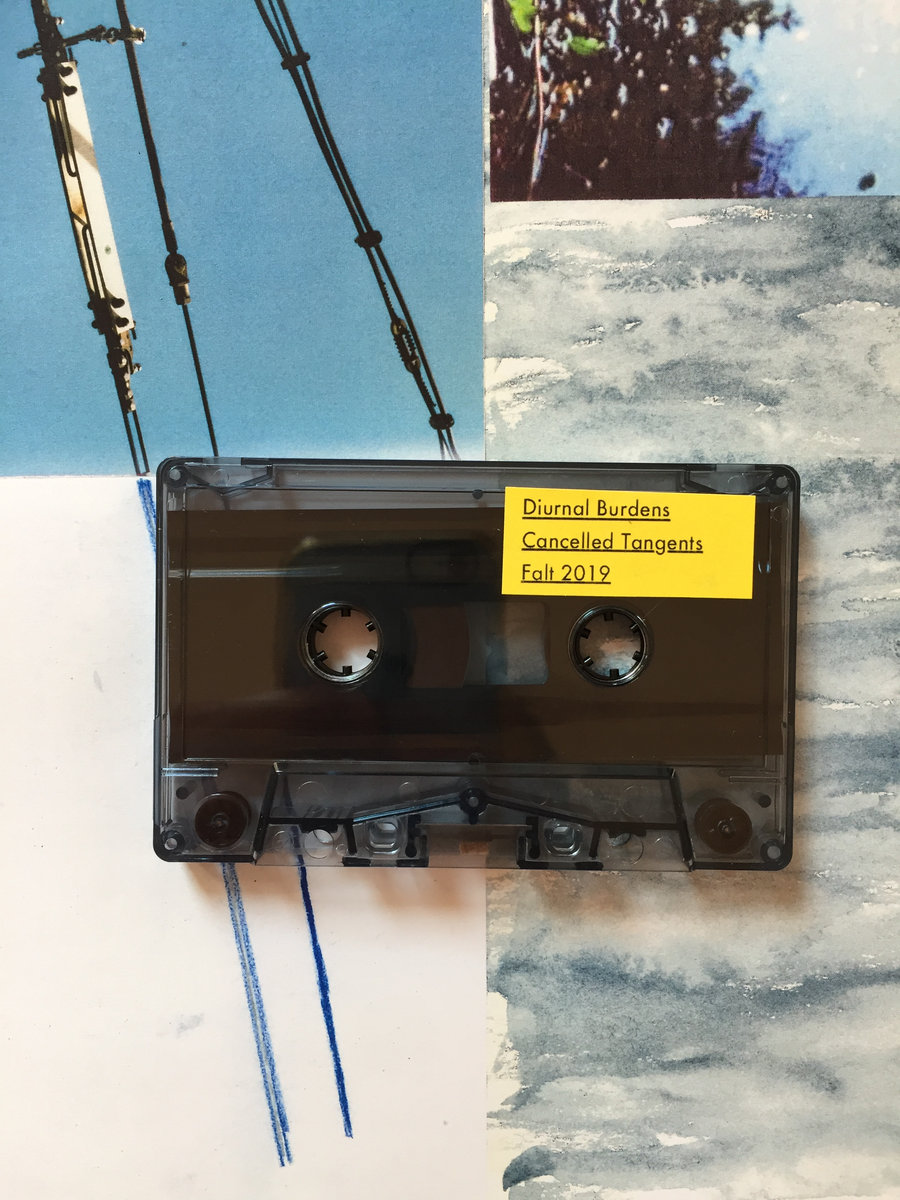 Diurnal Burdens
Cancelled Tangents
Falt 2019